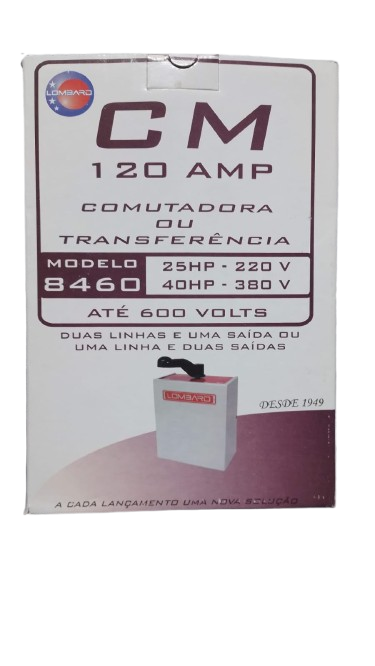 LOMBARD
CM
120 AMP
COMUTADORA
OU
TRANSFERÊNCIA
MODELO
8460
25HP - 220 V
40HP - 380 V
ATÉ 600 VOLTS
DUAS LINHAS E UMA SAÍDA OU
UMA LINHA E DUAS SAÍDAS
LOMBARD
DESDE 1949
A CADA LANÇAMENTO UMA NOVA SOLUÇÃO